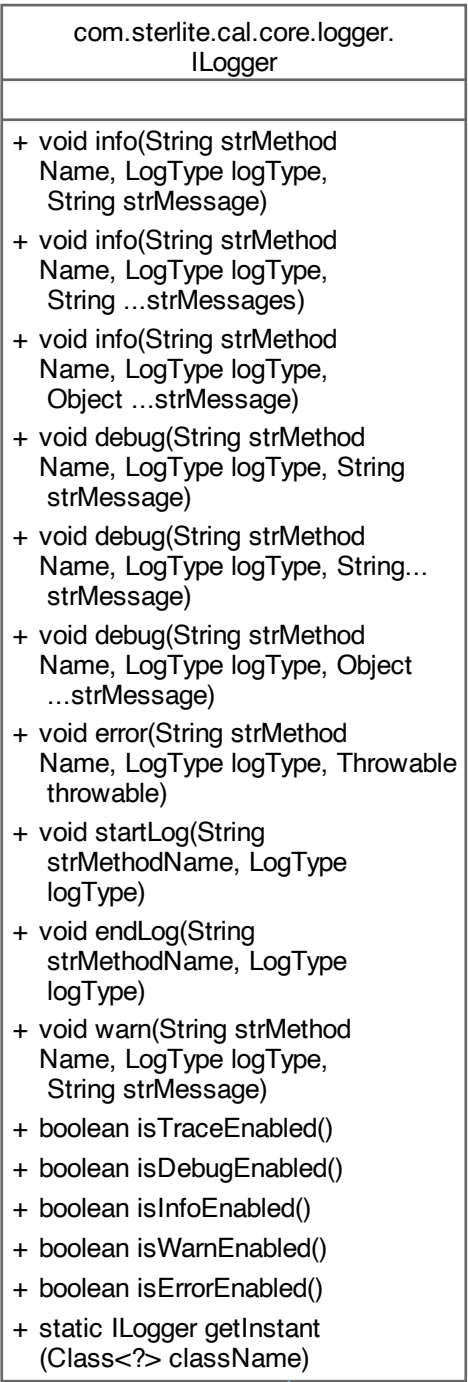 com.sterlite.cal.core.logger.
ILogger
+ void info(String strMethod
Name, LogType logType,
String strMessage)
+ void info(String strMethod
Name, LogType logType,
String ...strMessages)
+ void info(String strMethod
Name, LogType logType,
Object ...strMessage)
+ void debug(String strMethod
Name, LogType logType, String
strMessage)
+ void debug(String strMethod
Name, LogType logType, String...
strMessage)
+ void debug(String strMethod
Name, LogType logType, Object
...strMessage)
+ void error(String strMethod
Name, LogType logType, Throwable
throwable)
+ void startLog(String
strMethodName, LogType
logType)
+ void endLog(String
strMethodName, LogType
logType)
+ void warn(String strMethod
Name, LogType logType,
String strMessage)
+ boolean isTraceEnabled()
+ boolean isDebugEnabled()
+ boolean isInfoEnabled()
+ boolean isWarnEnabled()
+ boolean isErrorEnabled()
+ static ILogger getInstant
(Class<?> className)